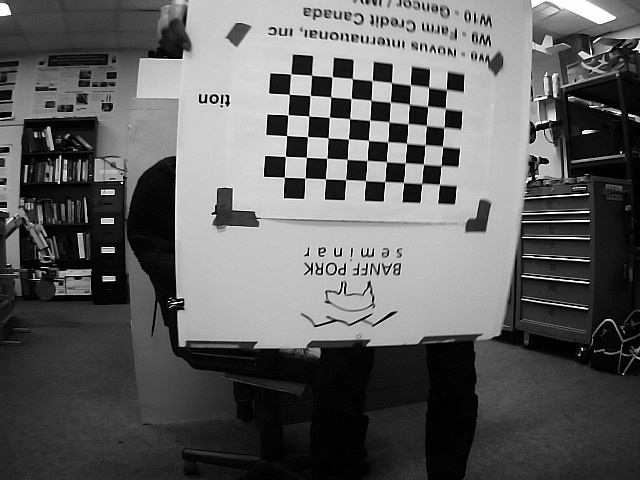 BANFF PORK
seminar
tion
W8 - Novus International, Inc
W9 - Farm Credit Canada
W10 - Gencor / IMV